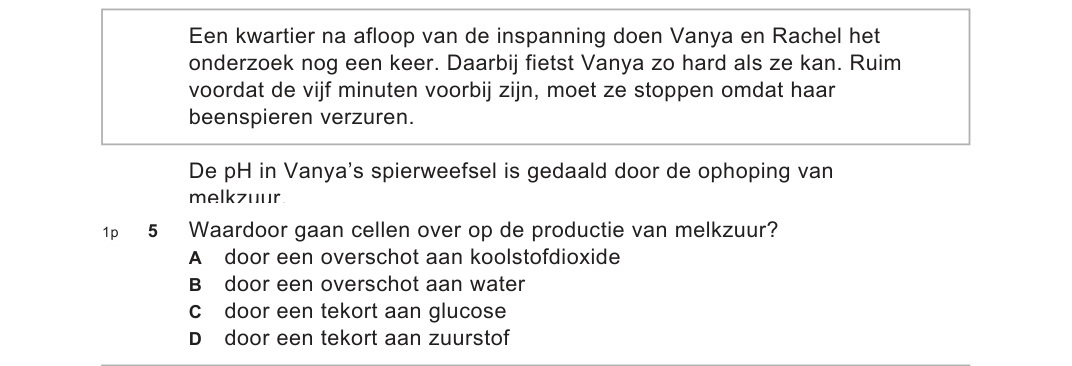 Een kwartier na afloop van de inspanning doen Vanya en Rachel het
onderzoek nog een keer. Daarbij fietst Vanya zo hard als ze kan. Ruim
voordat de vijf minuten voorbij zijn, moet ze stoppen omdat haar
beenspieren verzuren.
De pH in Vanya's spierweefsel is gedaald door de ophoping van
melkzuur.
1p 5 Waardoor gaan cellen over op de productie van melkzuur?
A door een overschot aan koolstofdioxide
B door een overschot aan water
C door een tekort aan glucose
D door een tekort aan zuurstof